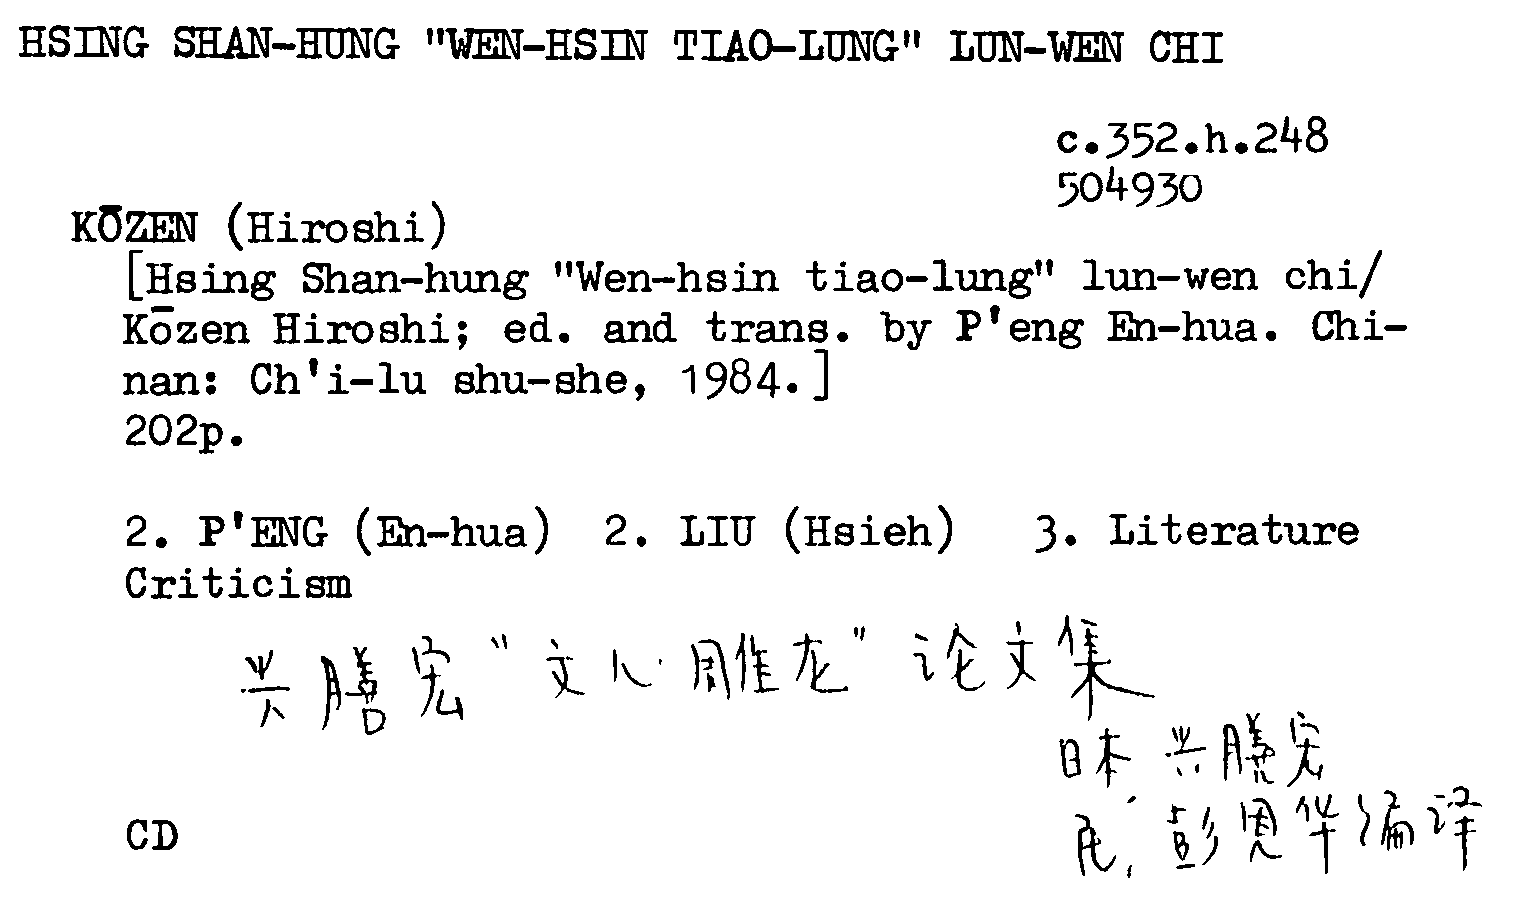 HSING SHAN-HUNG "WEN-HSIN TIAO-LUNG" LUN-WEN CHI
c.352.h.248
504930
KŌZEN (Hiroshi)
[Hsing Shan-hung "Wen-hsin tiao-lung" lun-wen chi/
Kōzen Hiroshi; ed. and trans. by P'eng En-hua. Chi-
nan: Ch'i-lu shu-she, 1984.]
202p.
2. P'ENG (En-hua) 2. LIU (Hsieh) 3. Literature
Criticism
兴膳宏"文心雕龙"论文集
日本 兴膳宏
彭恩华编译
CD